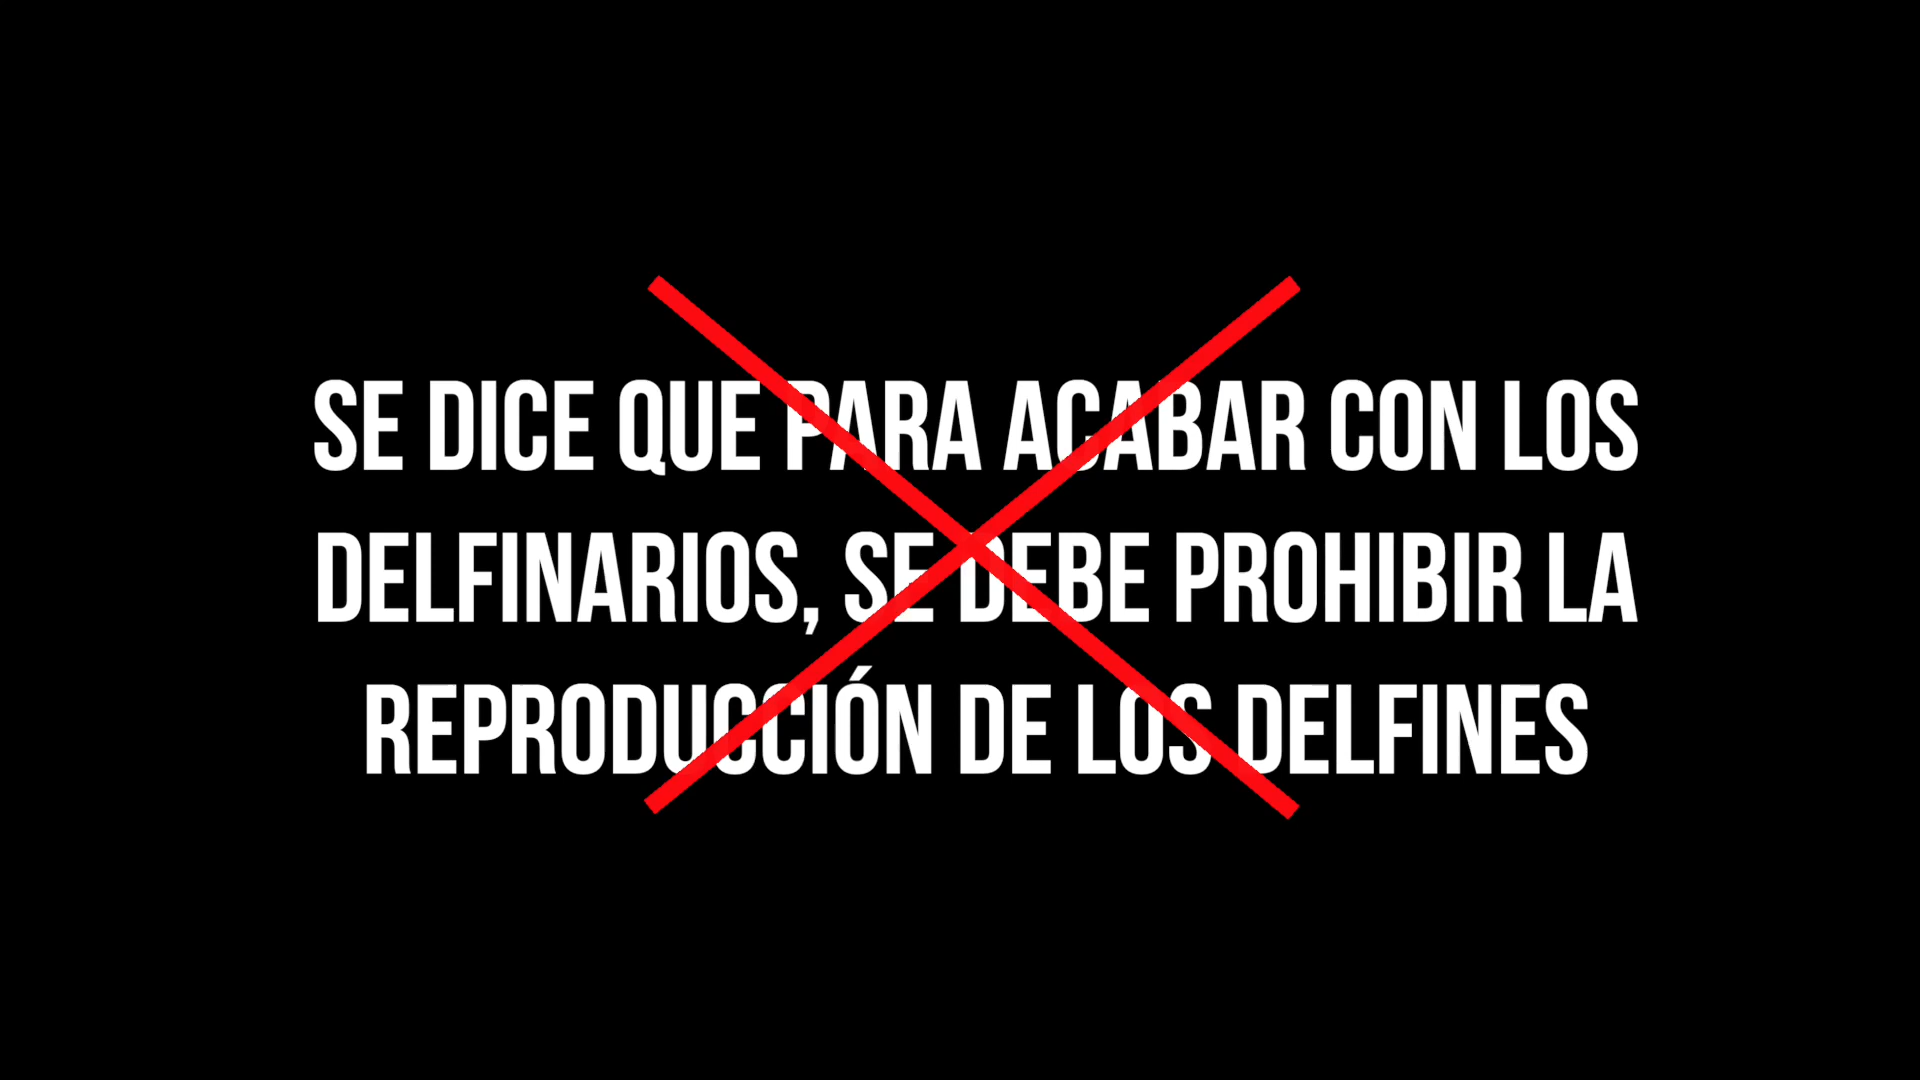 SE DICE QUE PARA ACABAR CON LOS
DELFINARIOS, SE DEBE PROHIBIR LA
REPRODUCCIÓN DE LOS DELFINES